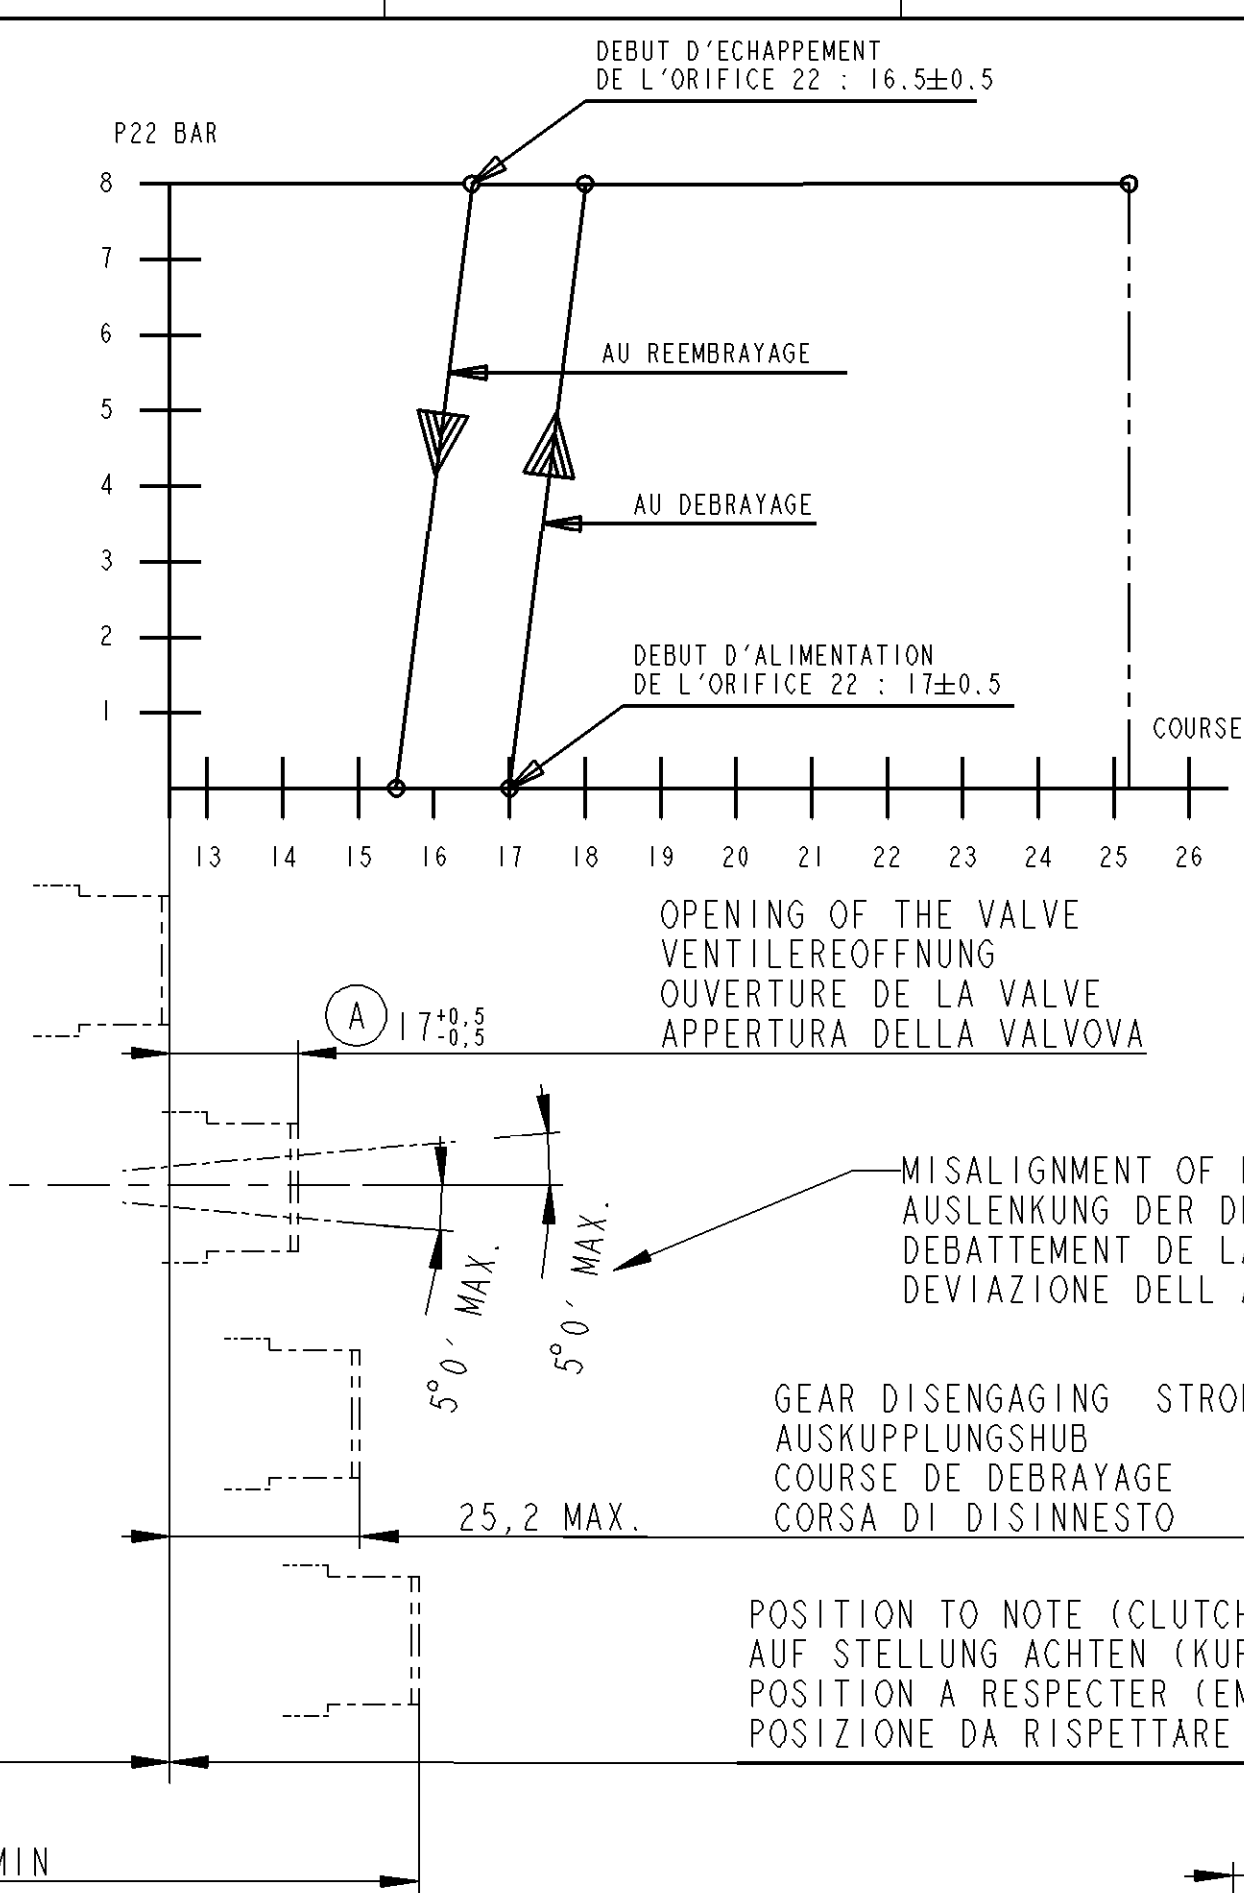 DEBUT D'ECHAPPEMENT
DE L'ORIFICE 22 : 16.5±0.5
P22 BAR
8
7
6
AU REEMBRAYAGE
5
4
AU DEBRAYAGE
3
2
DEBUT D'ALIMENTATION
DE L'ORIFICE 22 : 17±0.5
1
COURSE
13 14 15 16 17 18 19 20 21 22 23 24 25 26
OPENING OF THE VALVE
VENTILEREOFFNUNG
OUVERTURE DE LA VALVE
APPERTURA DELLA VALVOVA
A 17 +0,5 -0,5
MISALIGNMENT OF
AUSLENKUNG DER
DEBATTEMENT DE
DEVIAZIONE DELL
5°0' MAX.
5°0' MAX.
GEAR DISENGAGING
AUSKUPPLUNGSHUB
COURSE DE DEBRAYAGE
CORSA DI DISINNESTO
25,2 MAX.
POSITION TO NOTE (CLUTCH
AUF STELLUNG ACHTEN
POSITION A RESPECTER
POSIZIONE DA RISPETTARE
MIN